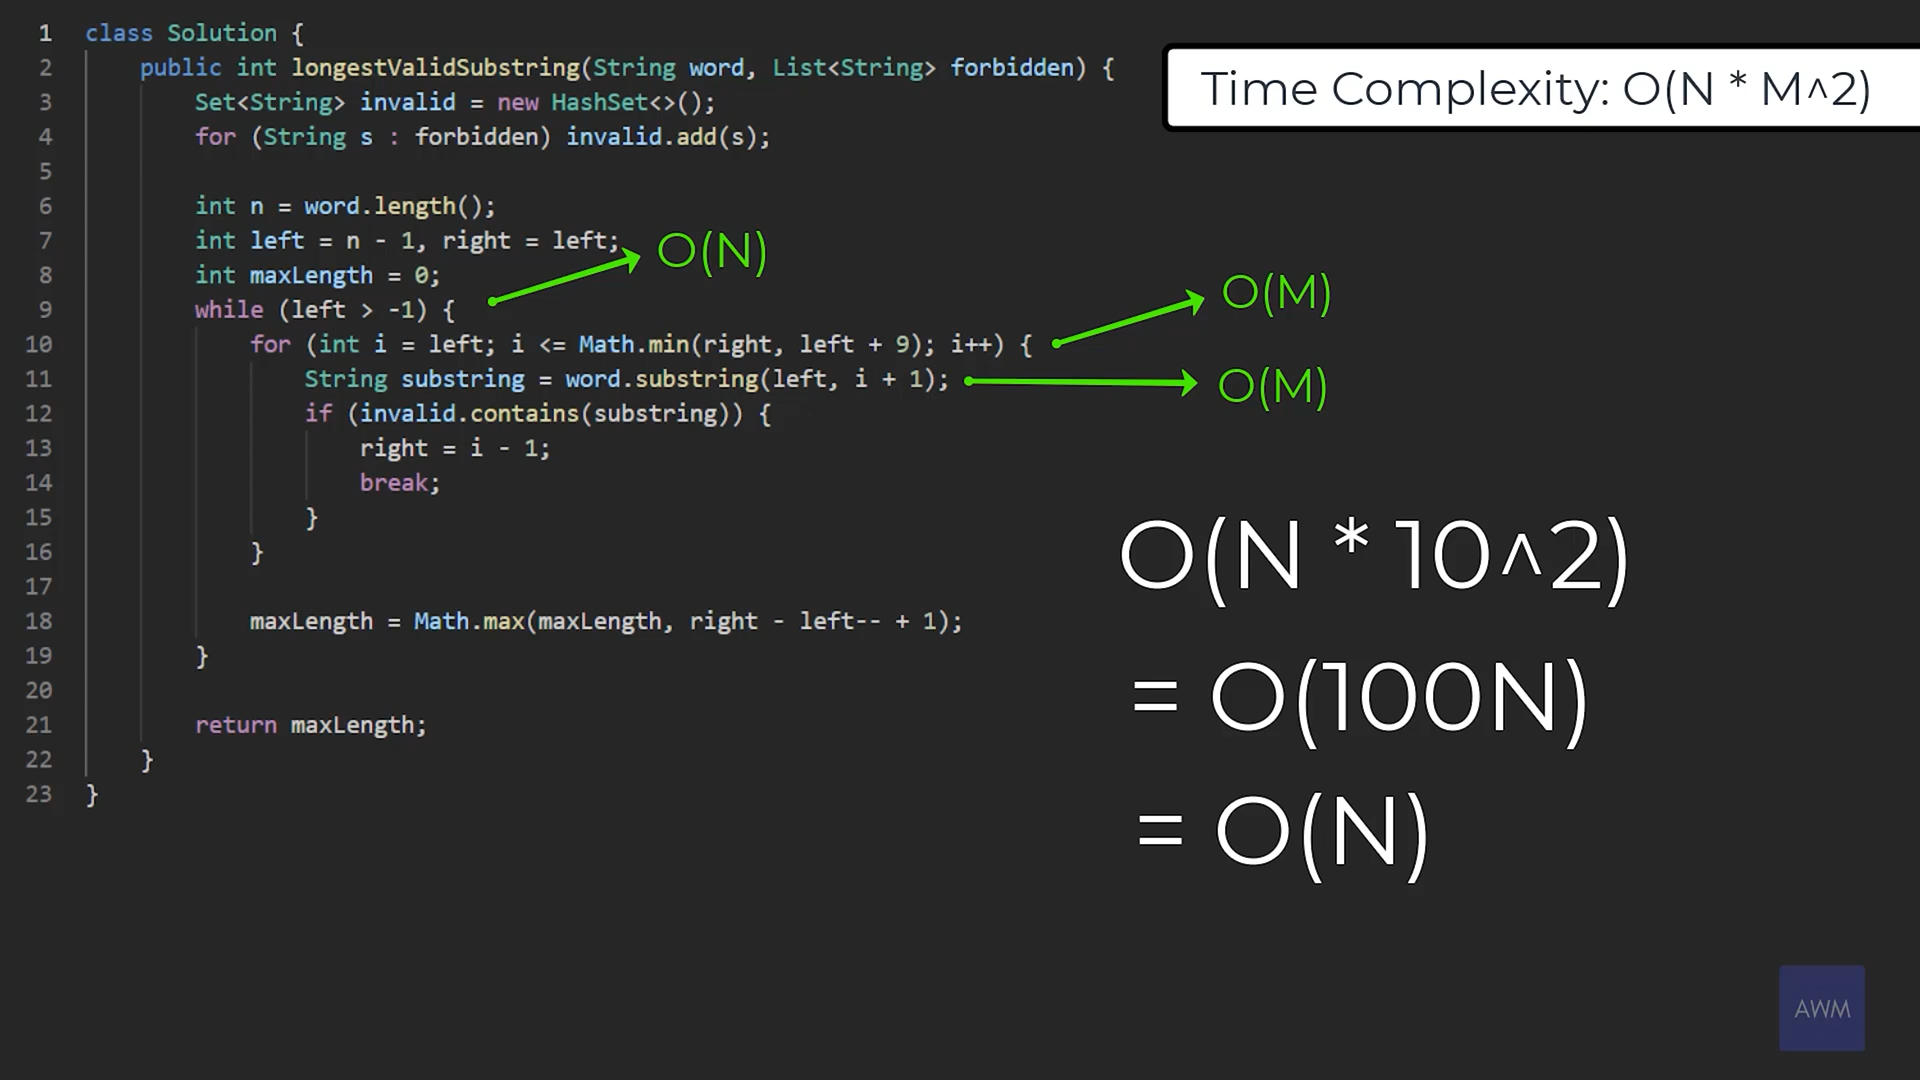 1 class Solution {
2 public int longestValidSubstring(String word, List<String> forbidden) {
3 Set<String> invalid = new HashSet<>();
4 for (String s : forbidden) invalid.add(s);
5
6 int n = word.length();
7 int left = n - 1, right = left;
8 int maxLength = 0;
9 while (left > -1) {
10 for (int i = left; i <= Math.min(right, left + 9); i++) {
11 String substring = word.substring(left, i + 1);
12 if (invalid.contains(substring)) {
13 right = i - 1;
14 break;
15 }
16 }
17
18 maxLength = Math.max(maxLength, right - left-- + 1);
19 }
20
21 return maxLength;
22 }
23 }
Time Complexity: O(N * M^2)
O(N)
O(M)
O(M)
O(N * 10^2)
= O(100N)
= O(N)
AWM